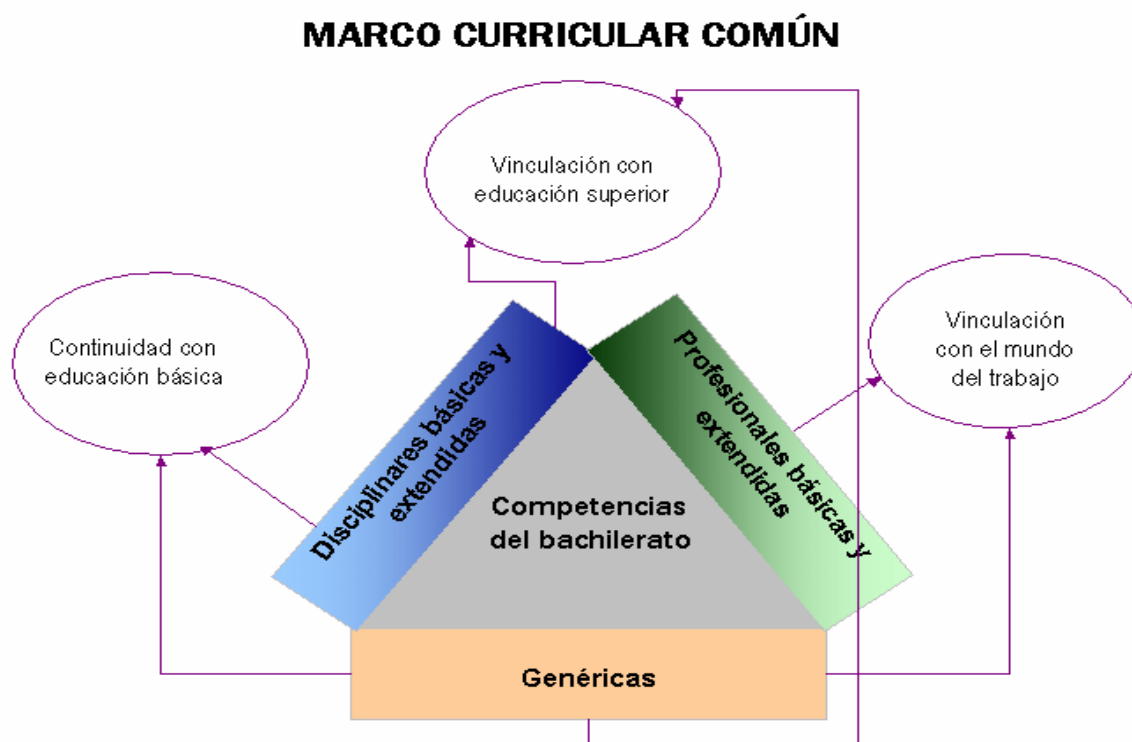 MARCO CURRICULAR COMÚN
Vinculación con
educación superior
Continuidad con
educación básica
Vinculación
con el mundo
del trabajo
Disciplinares básicas y
extendidas
Profesionales básicas y
extendidas
Competencias
del bachilerato
Genéricas